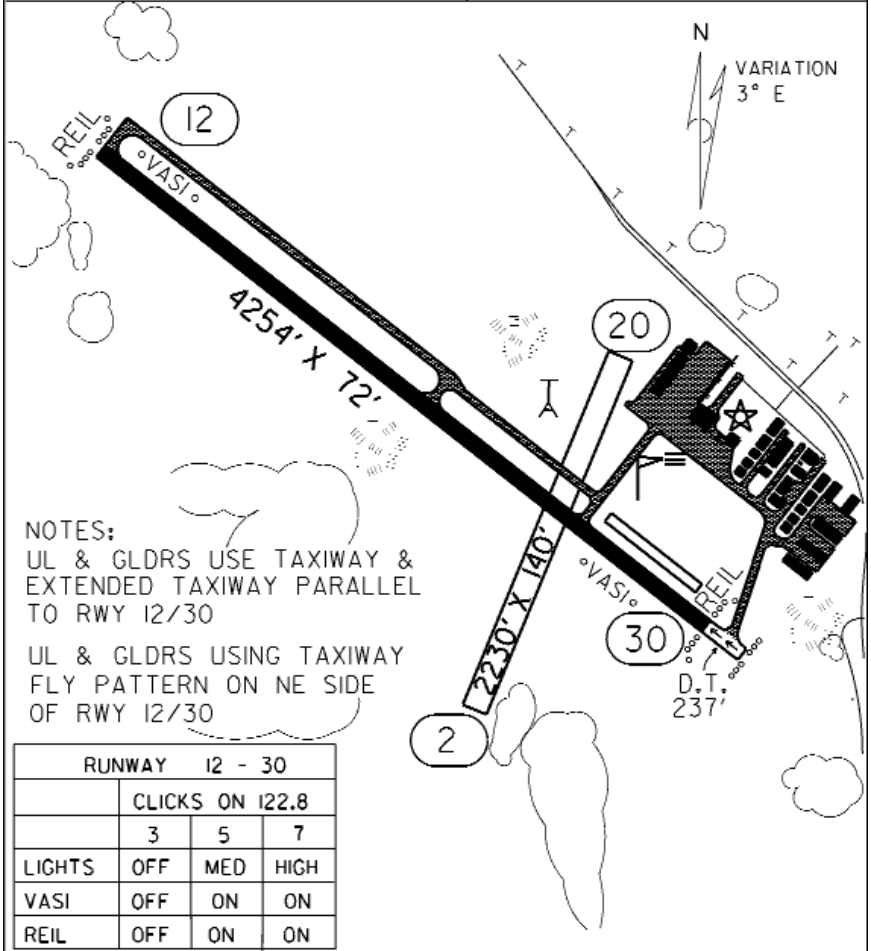 N
VARIATION
3° E
12
REIL
VASI
4254' X 72'
20
T
T
T
T
T
T
T
T
T
NOTES:
UL & GLDRS USE TAXIWAY &
EXTENDED TAXIWAY PARALLEL
TO RWY 12/30
UL & GLDRS USING TAXIWAY
FLY PATTERN ON NE SIDE
OF RWY 12/30
2230' X 140'
VASI
REIL
30
D.T.
237'
2
RUNWAY 12 - 30
CLICKS ON 122.8
3 5 7
LIGHTS OFF MED HIGH
VASI OFF ON ON
REIL OFF ON ON